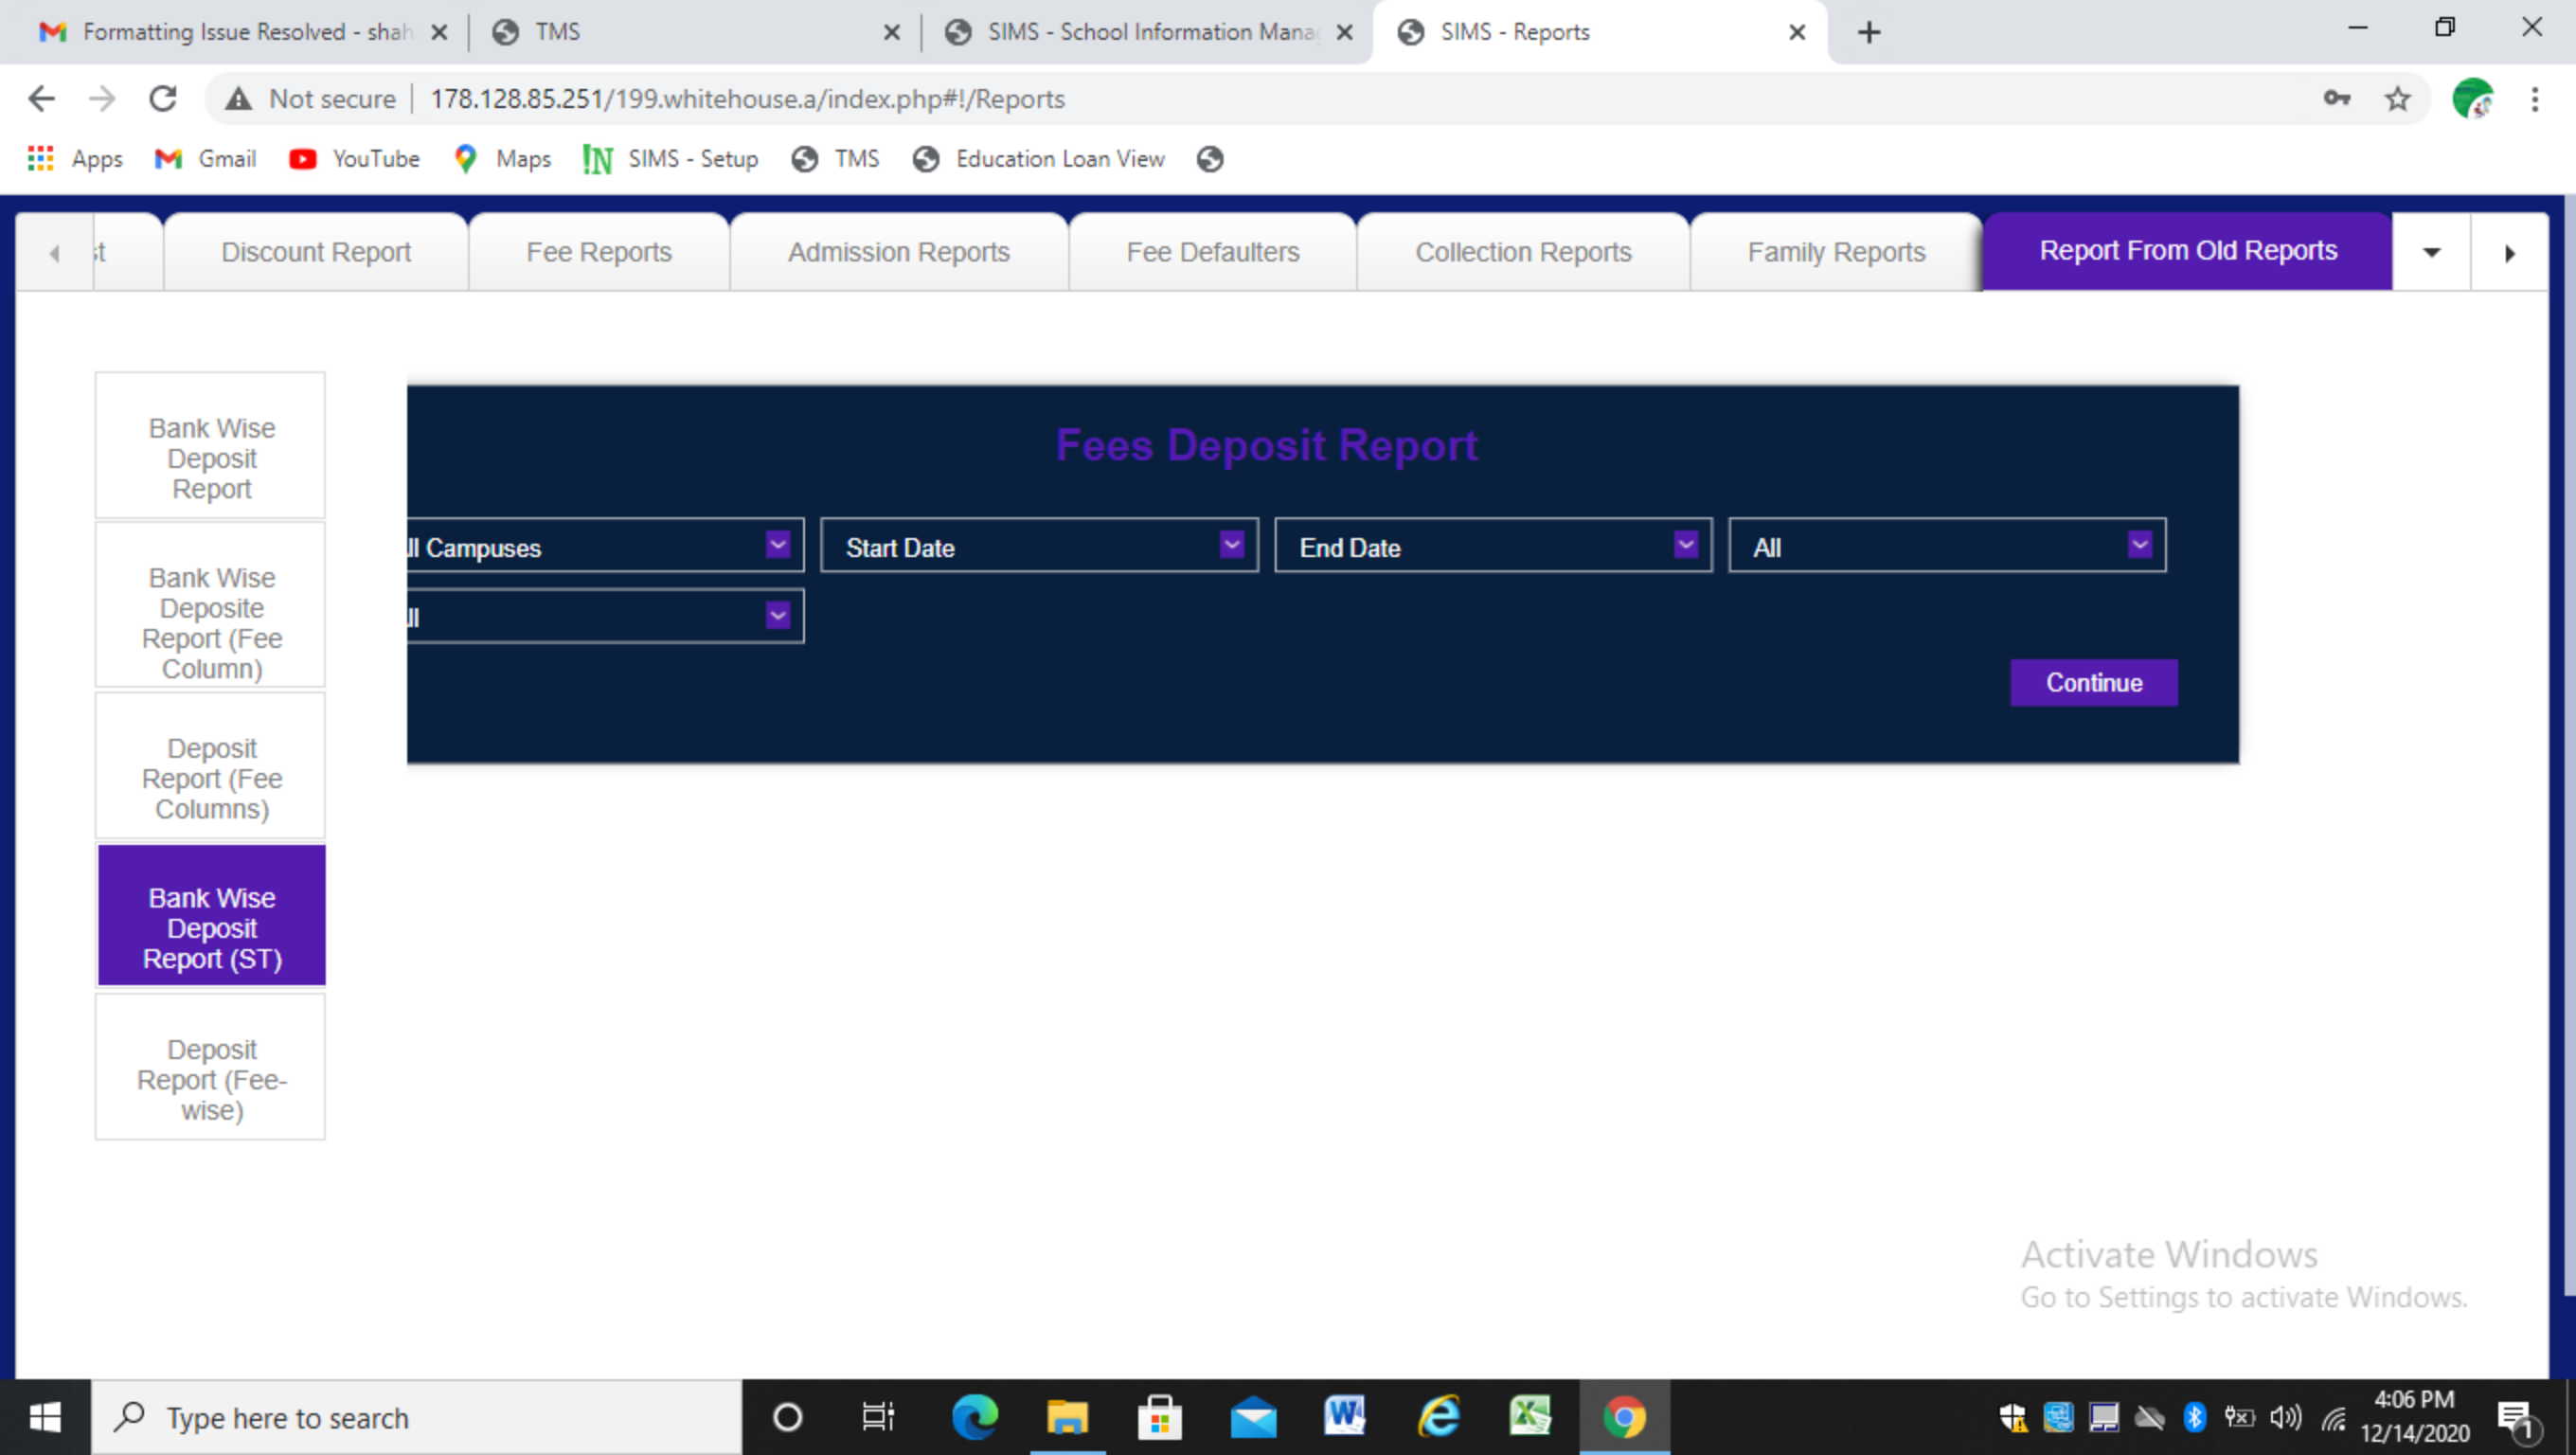 Formatting Issue Resolved - shah
TMS
SIMS - School Information Mana
SIMS - Reports
Not secure
178.128.85.251/199.whitehouse.a/index.php#!/Reports
Apps
Gmail
YouTube
Maps
SIMS - Setup
TMS
Education Loan View
st
Discount Report
Fee Reports
Admission Reports
Fee Defaulters
Collection Reports
Family Reports
Report From Old Reports
Bank Wise
Deposit
Report
Bank Wise
Deposite
Report (Fee
Column)
Deposit
Report (Fee
Columns)
Bank Wise
Deposit
Report (ST)
Deposit
Report (Fee-
wise)
Fees Deposit Report
ll Campuses
Start Date
End Date
All
ll
Continue
Activate Windows
Go to Settings to activate Windows.
Type here to search
4:06 PM
12/14/2020
1